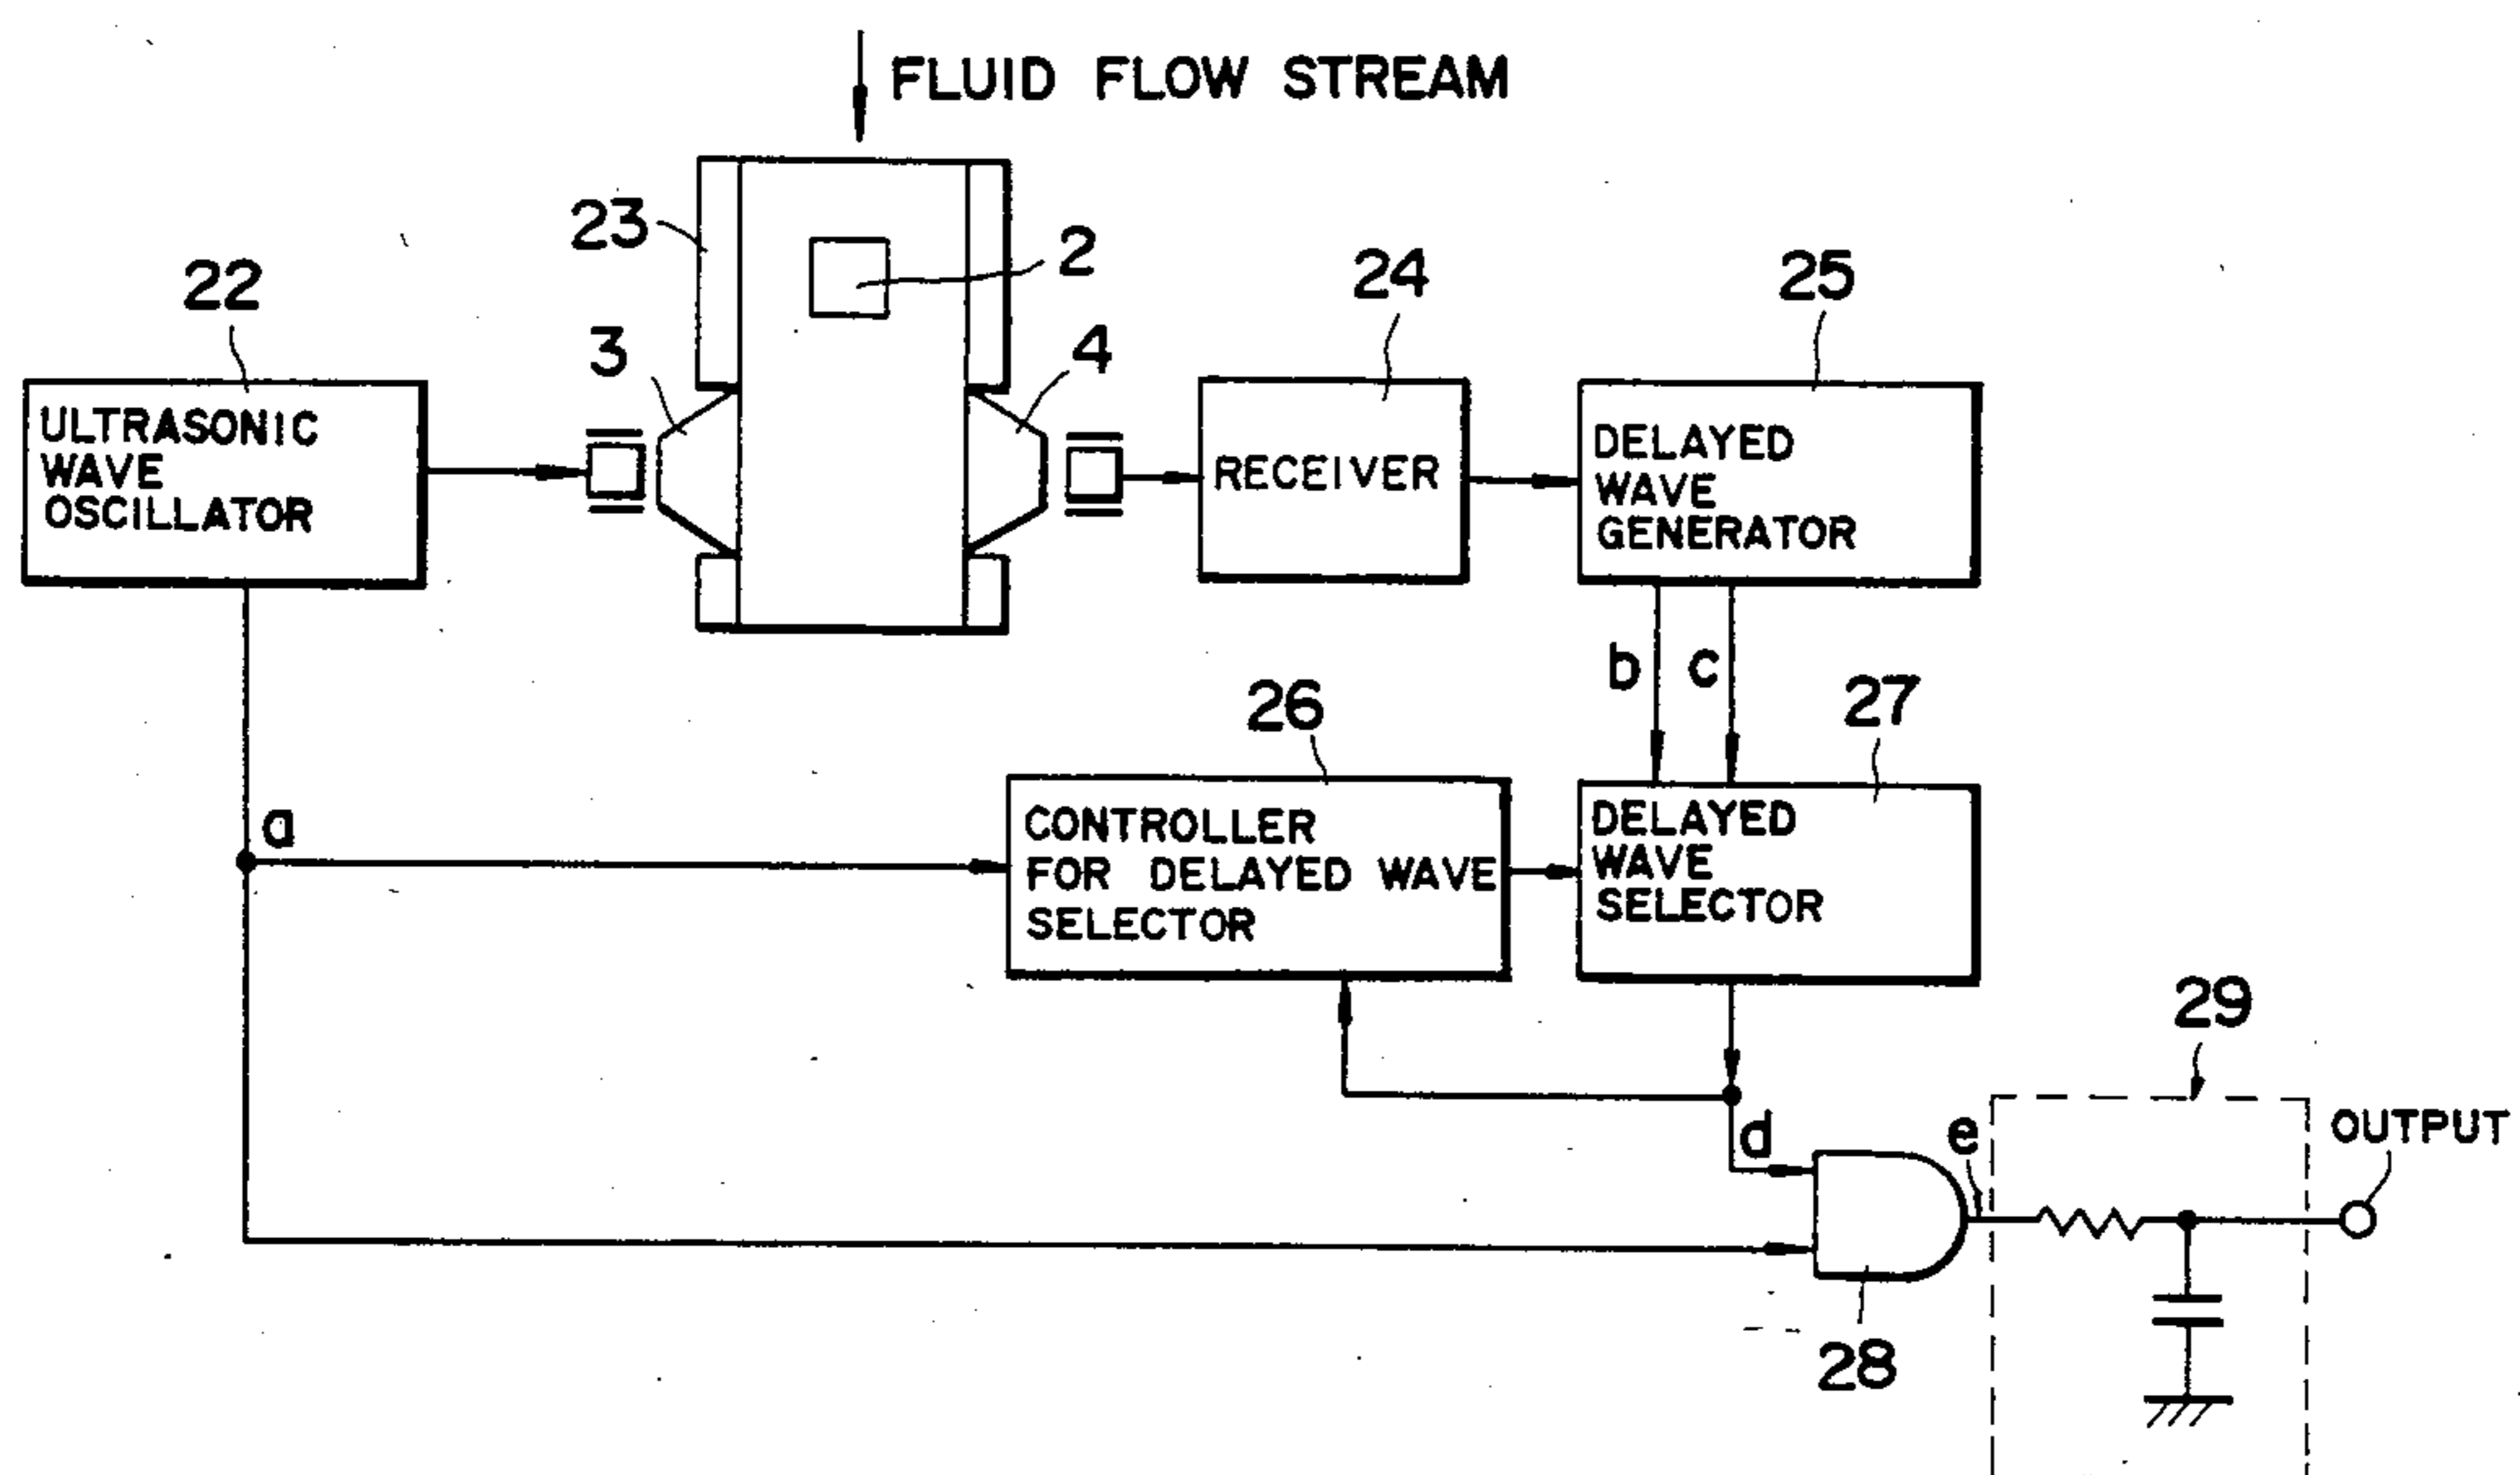 FLUID FLOW STREAM
23
2
22
24
25
3
4
ULTRASONIC
WAVE
OSCILLATOR
RECEIVER
DELAYED
WAVE
GENERATOR
b
c
26
27
a
CONTROLLER
FOR DELAYED WAVE
SELECTOR
DELAYED
WAVE
SELECTOR
29
d
e
OUTPUT
28